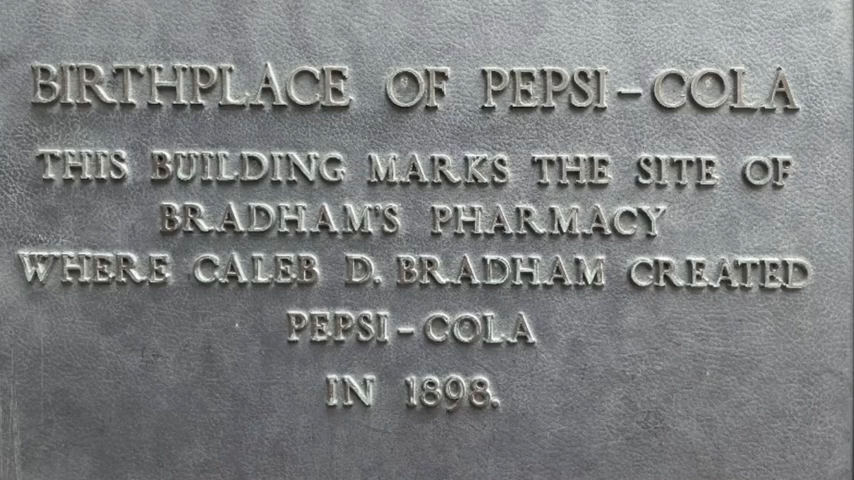 BIRTHPLACE OF PEPSI-COLA
THIS BUILDING MARKS THE SITE OF
BRADHAM'S PHARMACY
WHERE CALEB D. BRADHAM CREATED
PEPSI-COLA
IN 1898.